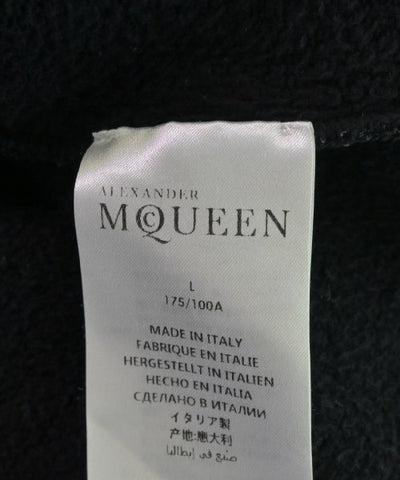 ALEXANDER
McQUEEN
L
175/100A
MADE IN ITALY
FABRIQUE EN ITALIE
HERGESTELLT IN ITALIEN
HECHO EN ITALIA
СДЕЛАНО В ИТАЛИИ
イタリア製
产地:意大利
صنع في إيطاليا